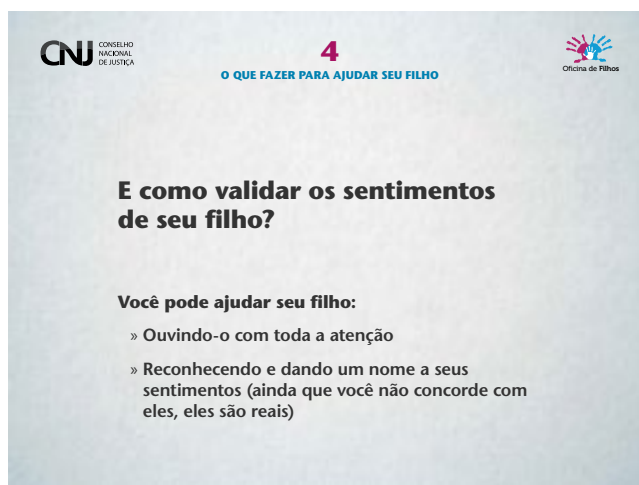 CNJ
CONSELHO
NACIONAL
DE JUSTIÇA
4
O QUE FAZER PARA AJUDAR SEU FILHO
Oficina de Filhos
E como validar os sentimentos
de seu filho?
Você pode ajudar seu filho:
» Ouvindo-o com toda a atenção
» Reconhecendo e dando um nome a seus
sentimentos (ainda que você não concorde com
eles, eles são reais)